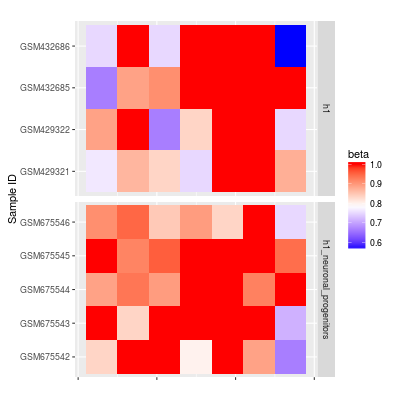 GSM432686
GSM432685
GSM429322
GSM429321
h1
Sample ID
GSM675546
GSM675545
GSM675544
GSM675543
GSM675542
h1_neuronal_progenitors
beta
1.0
0.9
0.8
0.7
0.6